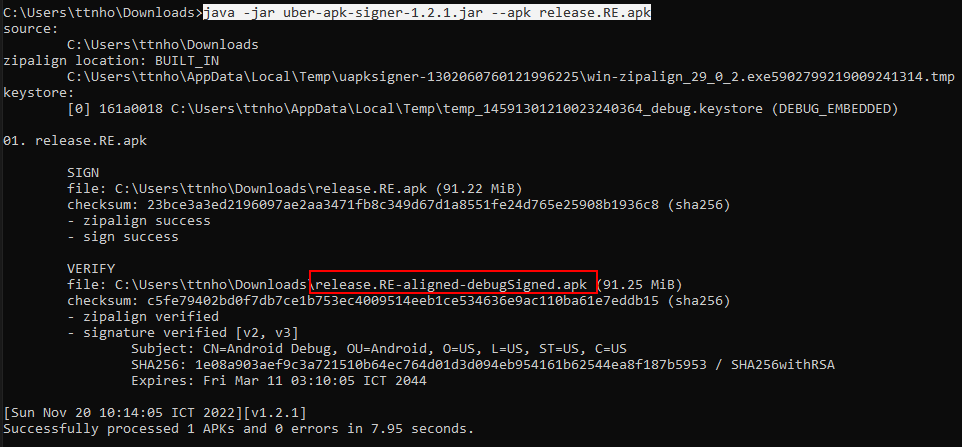 C:\Users\ttnho\Downloads>java -jar uber-apk-signer-1.2.1.jar --apk release.RE.apk
source:
C:\Users\ttnho\Downloads
zipalign location: BUILT_IN
C:\Users\ttnho\AppData\Local\Temp\uapksigner-1302060760121996225\win-zipalign_29_0_2.exe5902799219009241314.tmp
keystore:
[0] 161a0018 C:\Users\ttnho\AppData\Local\Temp\temp_14591301210023240364_debug.keystore (DEBUG_EMBEDDED)
01. release.RE.apk
SIGN
file: C:\Users\ttnho\Downloads\release.RE.apk (91.22 MiB)
checksum: 23bce3a3ed2196097ae2aa3471fb8c349d67d1a8551fe24d765e25908b1936c8 (sha256)
- zipalign success
- sign success
VERIFY
file: C:\Users\ttnho\Downloads\release.RE-aligned-debugSigned.apk (91.25 MiB)
checksum: c5fe79402bd0f7db7ce1b753ec4009514eeb1ce534636e9ac110ba61e7eddb15 (sha256)
- zipalign verified
- signature verified [v2, v3]
Subject: CN=Android Debug, OU=Android, O=US, L=US, ST=US, C=US
SHA256: 1e08a903aef9c3a721510b64ec764d01d3d094eb954161b62544ea8f187b5953 / SHA256withRSA
Expires: Fri Mar 11 03:10:05 ICT 2044
[Sun Nov 20 10:14:05 ICT 2022][v1.2.1]
Successfully processed 1 APKs and 0 errors in 7.95 seconds.